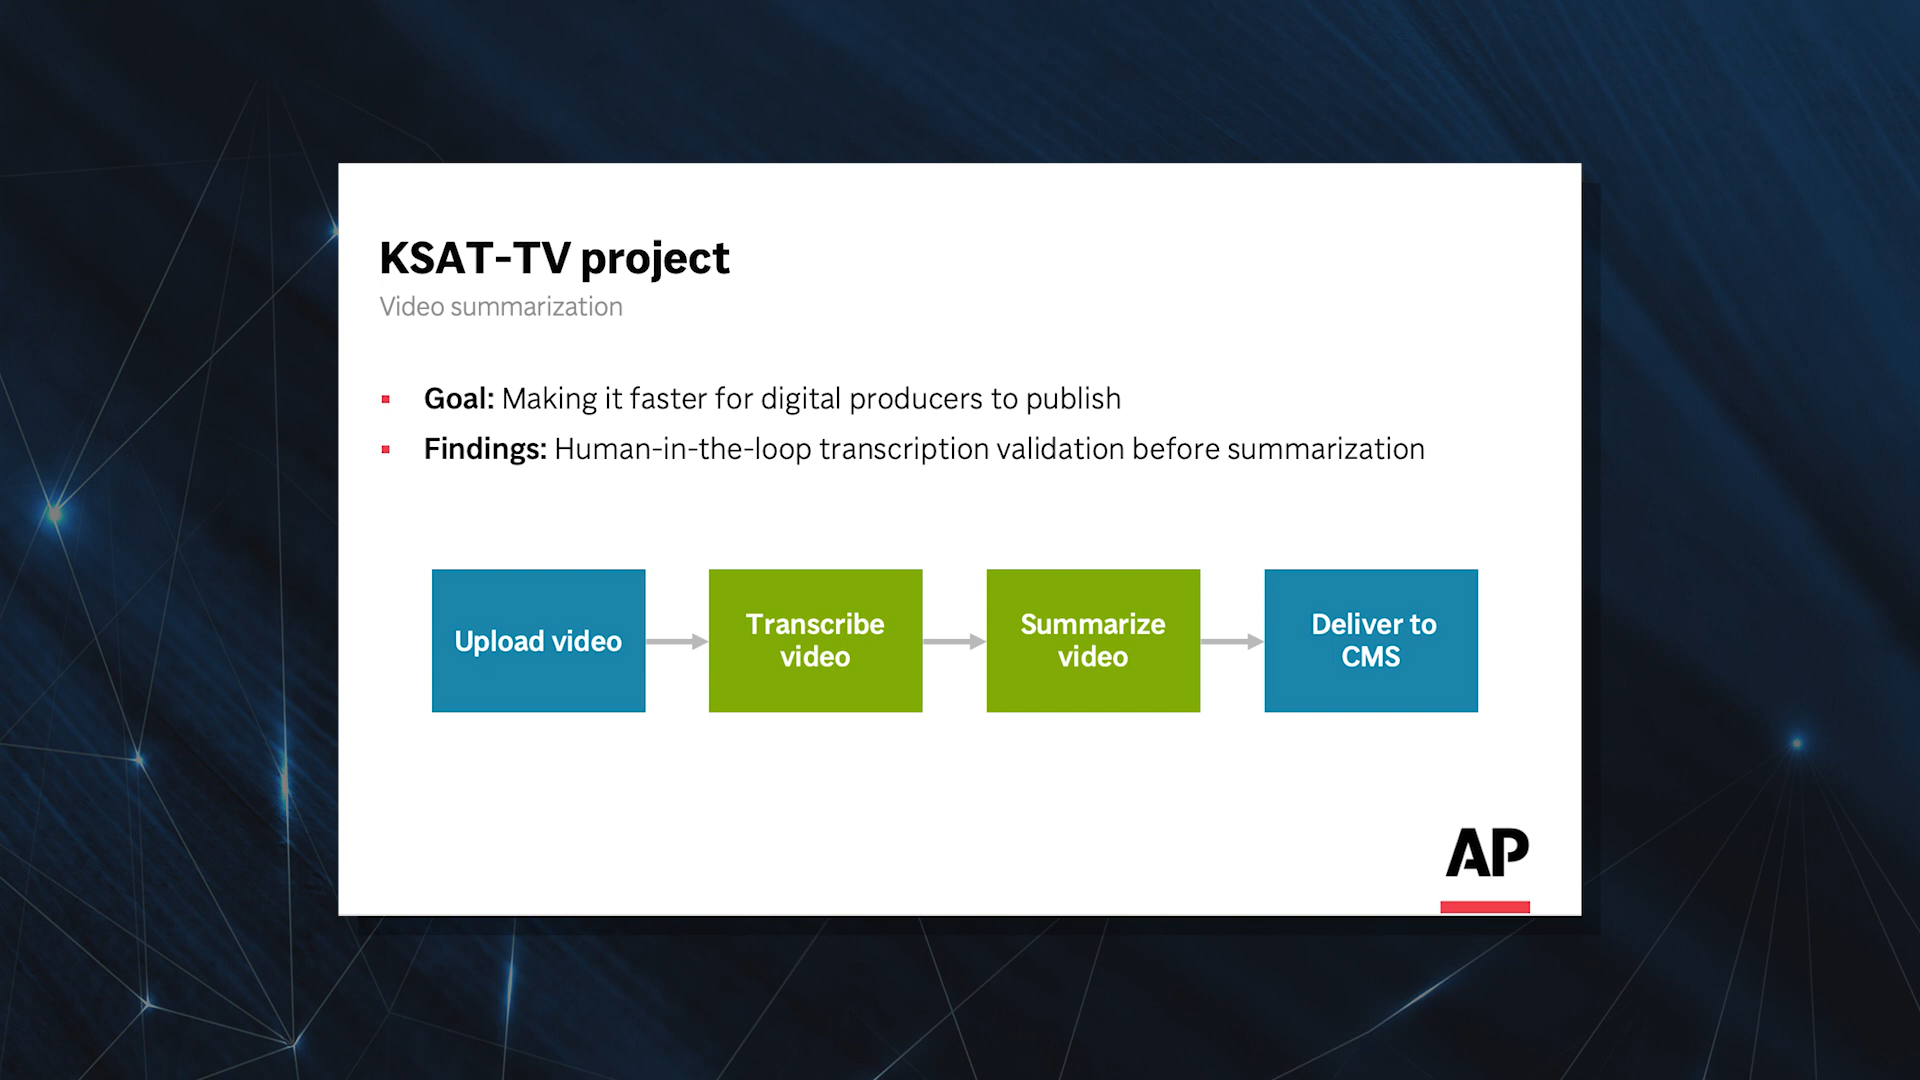 KSAT-TV project
Video summarization
▪ Goal: Making it faster for digital producers to publish
▪ Findings: Human-in-the-loop transcription validation before summarization
Upload video
Transcribe
video
Summarize
video
Deliver to
CMS
AP